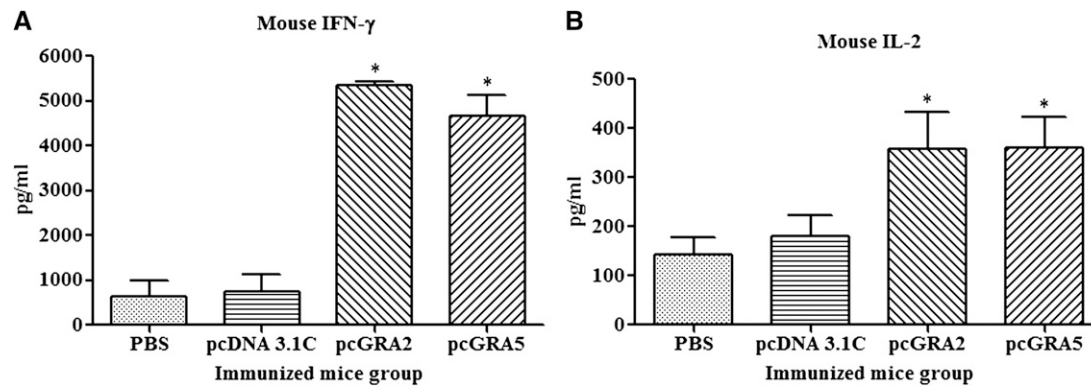 A
Mouse IFN-γ
pg/ml
6000
5000
4000
3000
2000
1000
0
*
*
PBS
pcDNA 3.1C
pcGRA2
pcGRA5
Immunized mice group
B
Mouse IL-2
pg/ml
500
400
300
200
100
0
*
*
PBS
pcDNA 3.1C
pcGRA2
pcGRA5
Immunized mice group